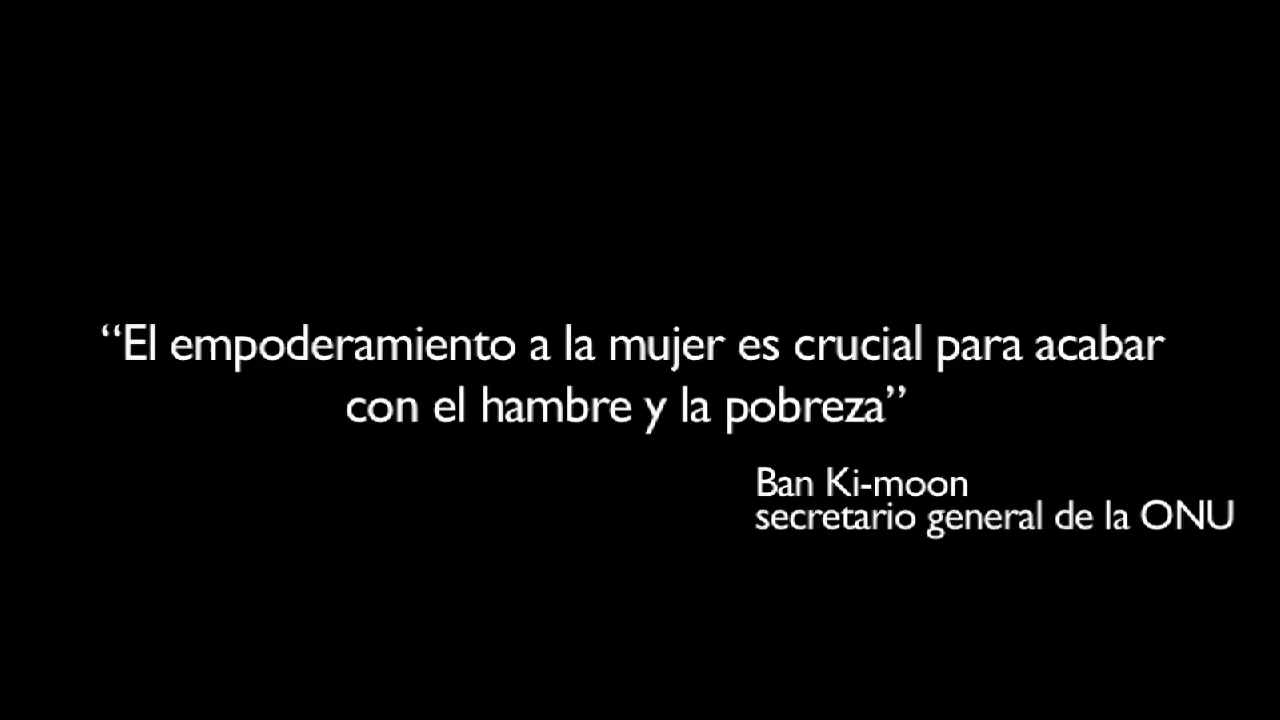 “El empoderamiento a la mujer es crucial para acabar
con el hambre y la pobreza”
Ban Ki-moon
secretario general de la ONU